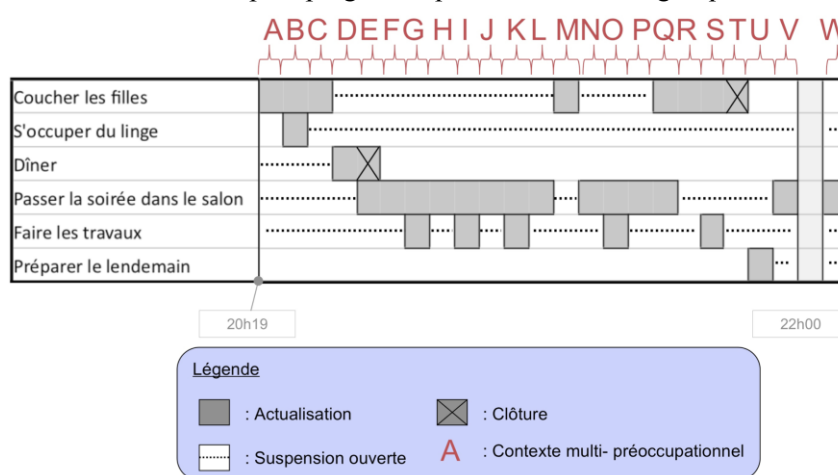 A B C D E F G H I J K L M N O P Q R S T U V W
Coucher les filles
S'occuper du linge
Dîner
Passer la soirée dans le salon
Faire les travaux
Préparer le lendemain
20h19
22h00
Légende
: Actualisation
: Clôture
: Suspension ouverte
A
: Contexte multi- préoccupationnel